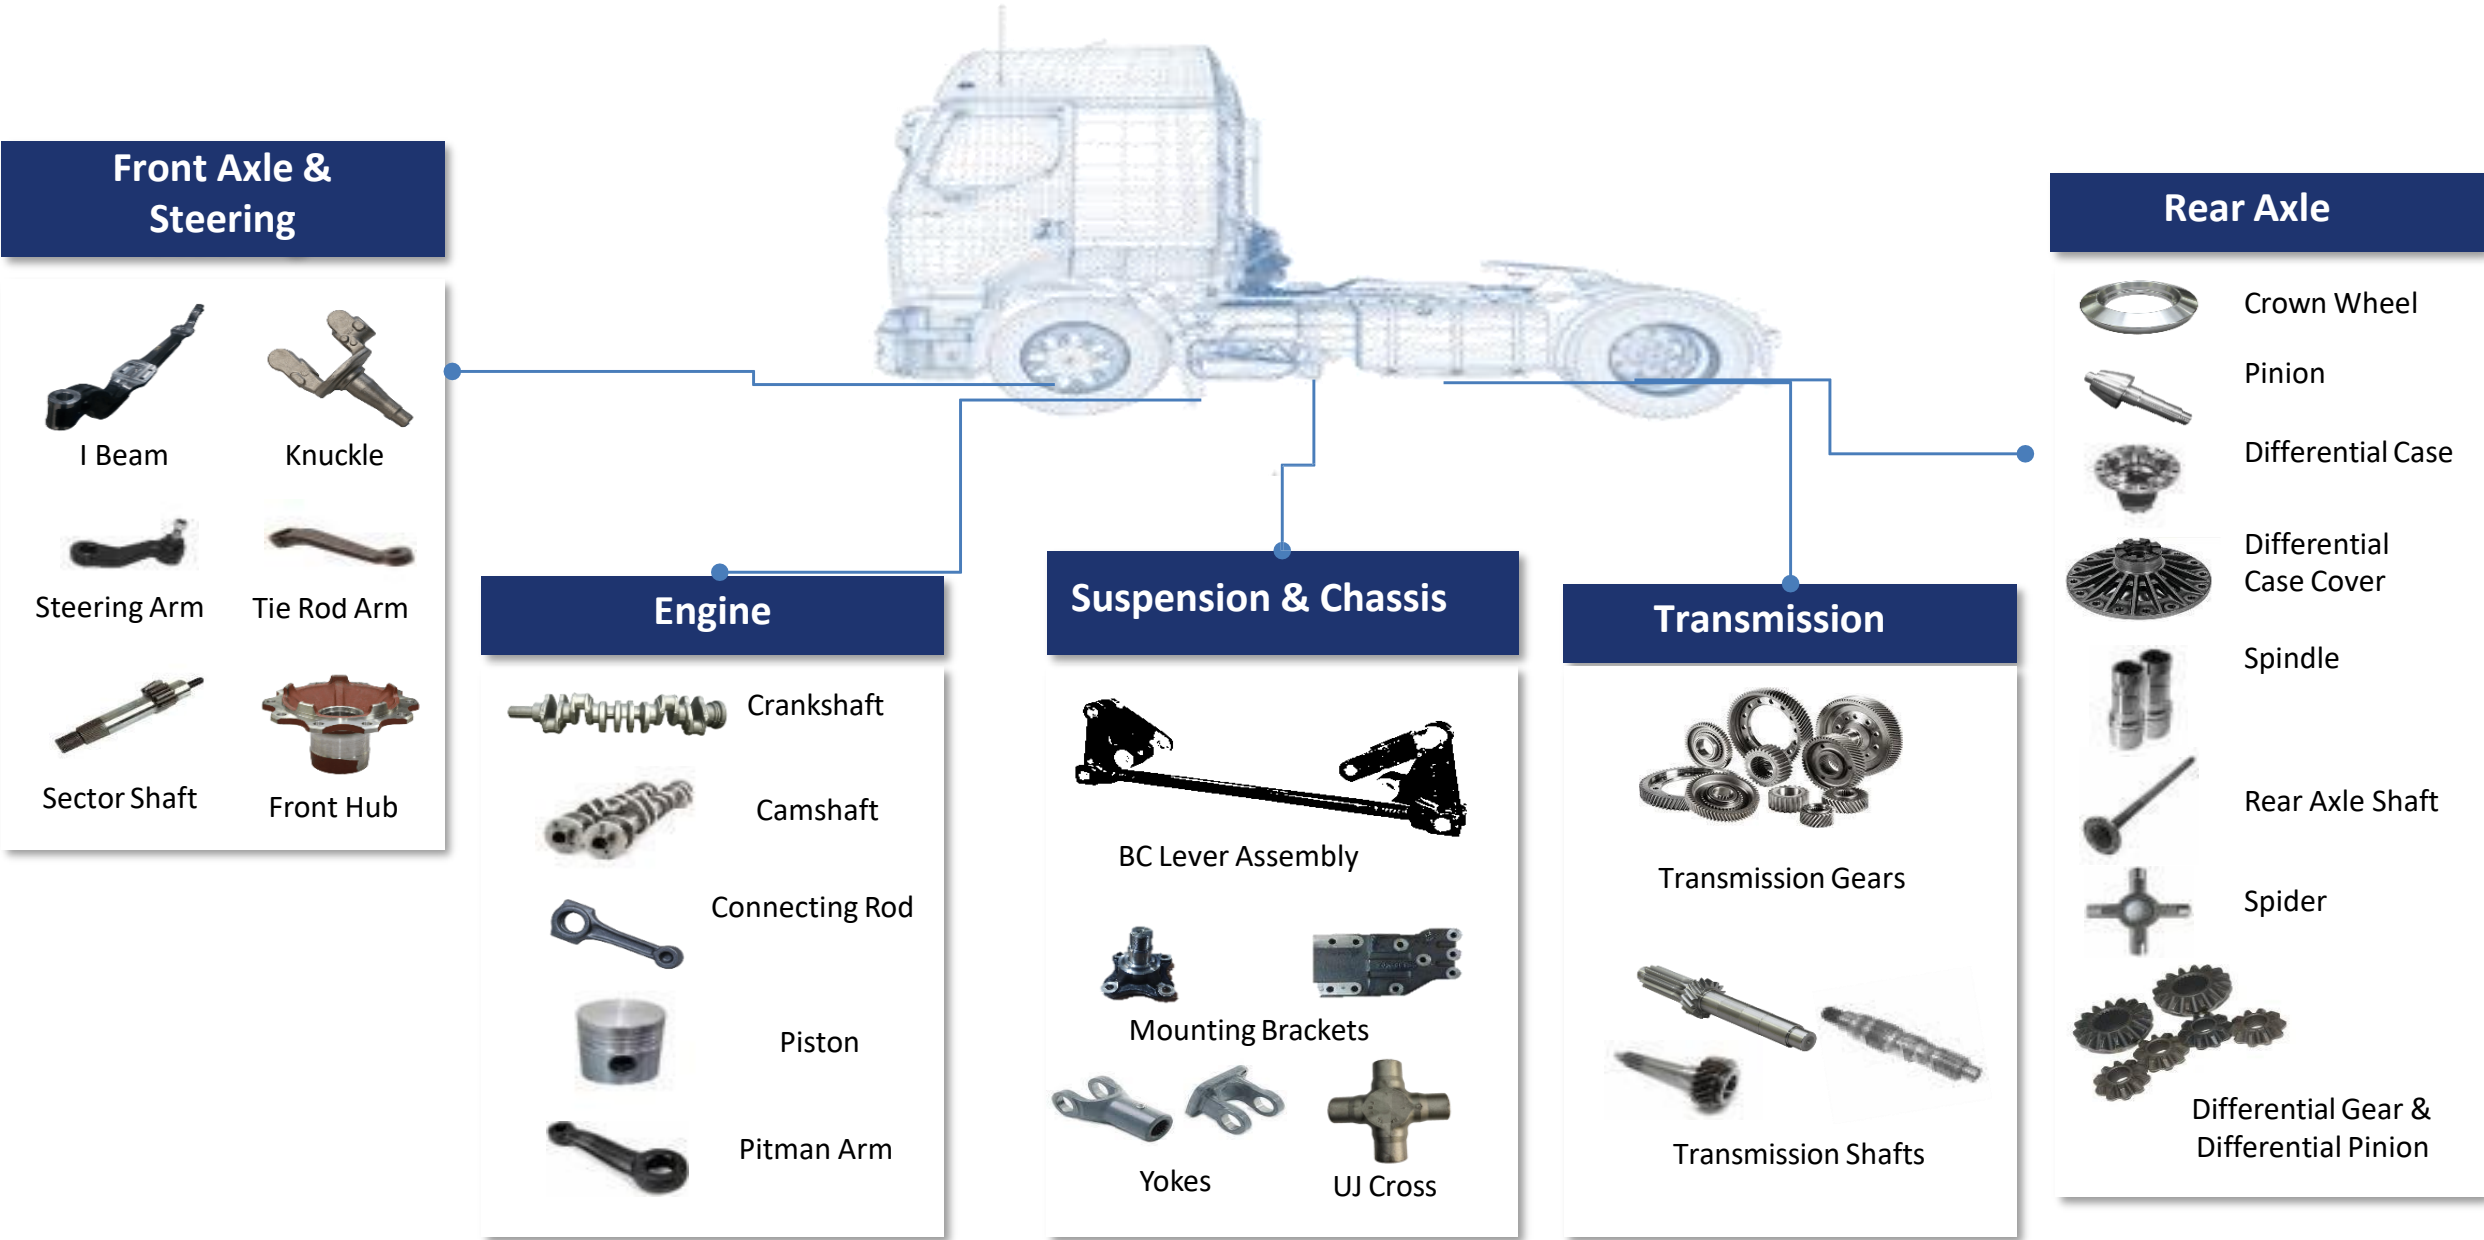 Front Axle &
Steering
I Beam
Knuckle
Steering Arm
Tie Rod Arm
Sector Shaft
Front Hub
Engine
Crankshaft
Camshaft
Connecting Rod
Piston
Pitman Arm
Suspension & Chassis
BC Lever Assembly
Mounting Brackets
Yokes
UJ Cross
Transmission
Transmission Gears
Transmission Shafts
Rear Axle
Crown Wheel
Pinion
Differential Case
Differential
Case Cover
Spindle
Rear Axle Shaft
Spider
Differential Gear &
Differential Pinion